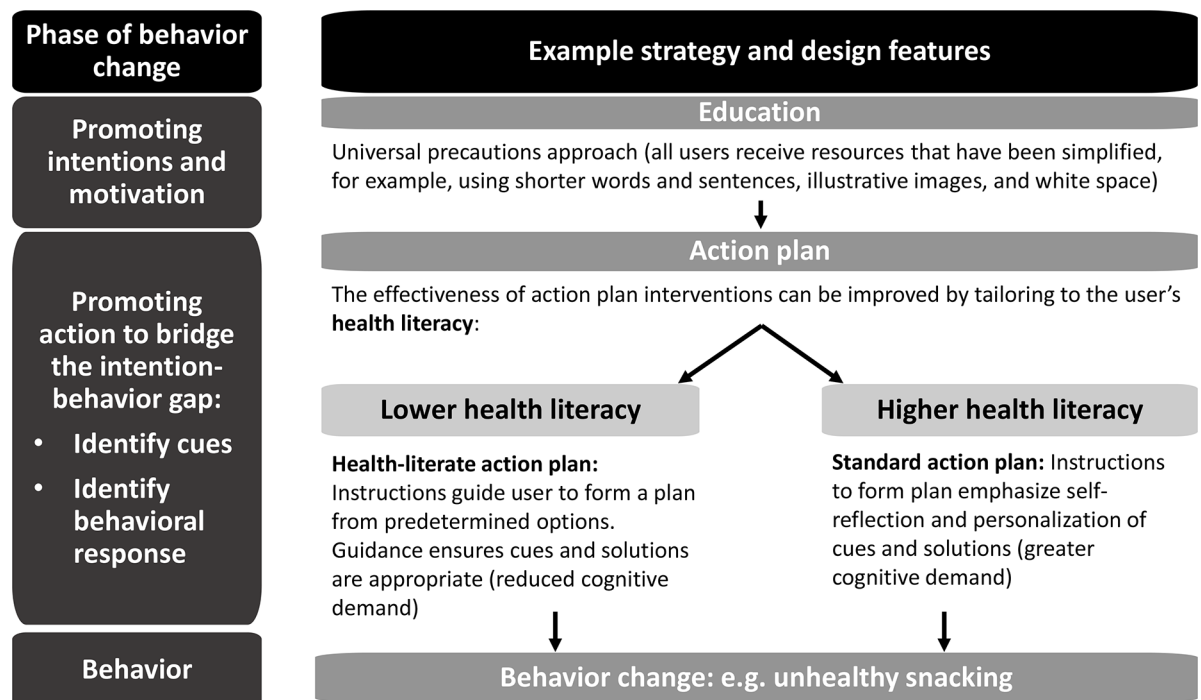 Phase of behavior
change
Example strategy and design features
Promoting
intentions and
motivation
Education
Universal precautions approach (all users receive resources that have been simplified,
for example, using shorter words and sentences, illustrative images, and white space)
Promoting
action to bridge
the intention-
behavior gap:
• Identify cues
• Identify
behavioral
response
Action plan
The effectiveness of action plan interventions can be improved by tailoring to the user’s
health literacy:
Lower health literacy
Health-literate action plan:
Instructions guide user to form a plan
from predetermined options.
Guidance ensures cues and solutions
are appropriate (reduced cognitive
demand)
Higher health literacy
Standard action plan: Instructions
to form plan emphasize self-
reflection and personalization of
cues and solutions (greater
cognitive demand)
Behavior
Behavior change: e.g. unhealthy snacking